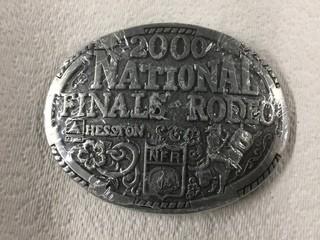 2000
NATIONAL
FINALS RODEO
HESSTON
NFR